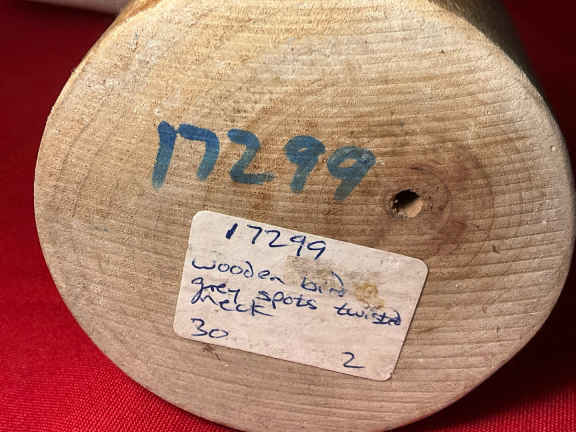 17299
17299
wooden bird
grey spots twisted
neck
30
2